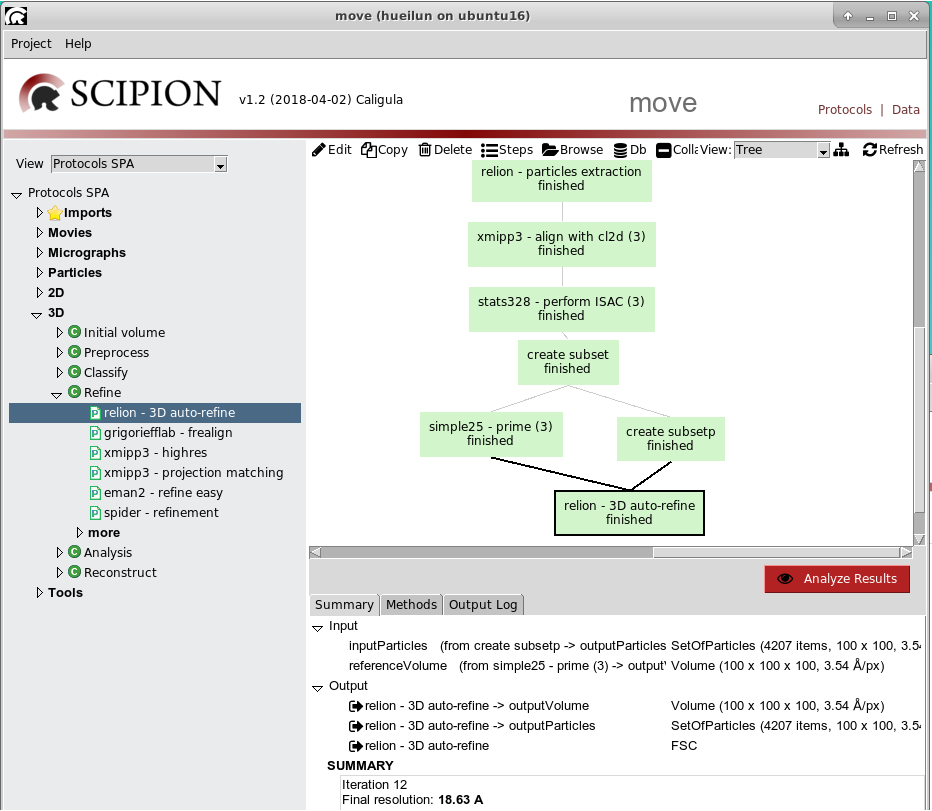 move (hueilun on ubuntu16)
Project Help
SCIPION v1.2 (2018-04-02) Caligula move Protocols | Data
View Protocols SPA
Edit Copy Delete Steps Browse Db Colla View: Tree Refresh
Protocols SPA
Imports
Movies
Micrographs
Particles
2D
3D
Initial volume
Preprocess
Classify
Refine
relion - 3D auto-refine
grigoriefflab - frealign
xmipp3 - highres
xmipp3 - projection matching
eman2 - refine easy
spider - refinement
more
Analysis
Reconstruct
Tools
relion - particles extraction
finished
xmipp3 - align with cl2d (3)
finished
stats328 - perform ISAC (3)
finished
create subset
finished
simple25 - prime (3)
finished
create subsetp
finished
relion - 3D auto-refine
finished
Analyze Results
Summary Methods Output Log
Input
inputParticles (from create subsetp -> outputParticles SetOfParticles (4207 items, 100 x 100, 3.54
referenceVolume (from simple25 - prime (3) -> output' Volume (100 x 100 x 100, 3.54 Å/px)
Output
relion - 3D auto-refine -> outputVolume Volume (100 x 100 x 100, 3.54 Å/px)
relion - 3D auto-refine -> outputParticles SetOfParticles (4207 items, 100 x 100, 3.54
relion - 3D auto-refine FSC
SUMMARY
Iteration 12
Final resolution: 18.63 A